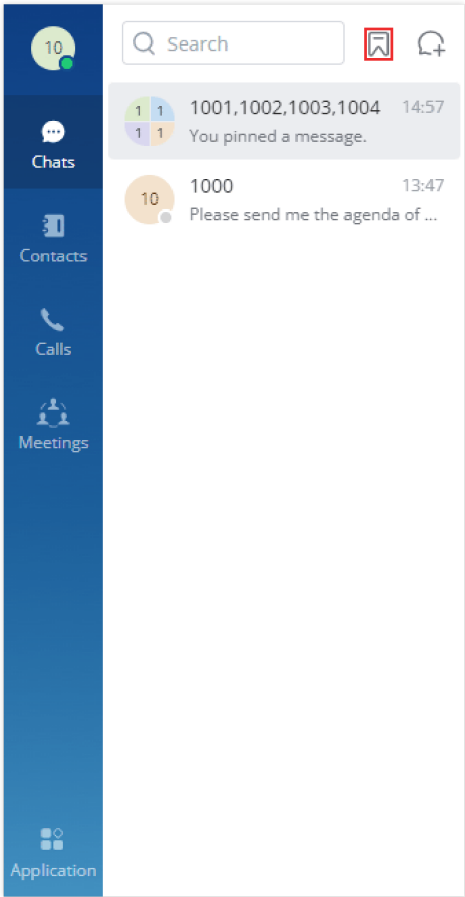 10
Search
Chats
Contacts
Calls
Meetings
Application
1 1
1 1
1001,1002,1003,1004 14:57
You pinned a message.
10
1000 13:47
Please send me the agenda of ...